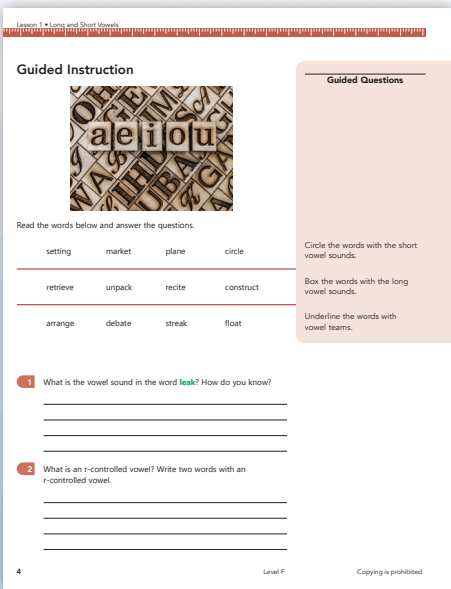 Lesson 1 • Long and Short Vowels
Guided Instruction
aeiou
Read the words below and answer the questions.
setting market plane circle
retrieve unpack recite construct
arrange debate streak float
Guided Questions
Circle the words with the short
vowel sounds.
Box the words with the long
vowel sounds.
Underline the words with
vowel teams.
1 What is the vowel sound in the word leak? How do you know?
2 What is an r-controlled vowel? Write two words with an
r-controlled vowel.
4 Level F Copying is prohibited.